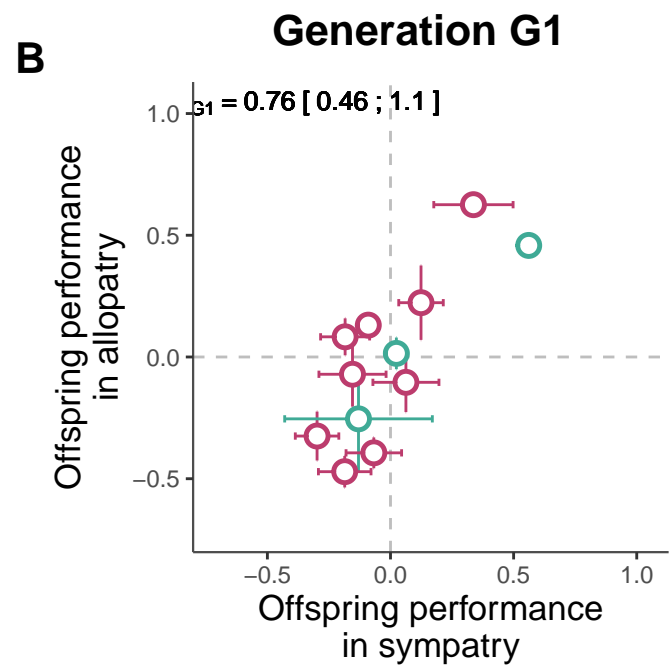 Generation G1
B
G1 = 0.76 [ 0.46 ; 1.1 ]
1.0
0.5
0.0
−0.5
Offspring performance
in allopatry
−0.5 0.0 0.5 1.0
Offspring performance
in sympatry